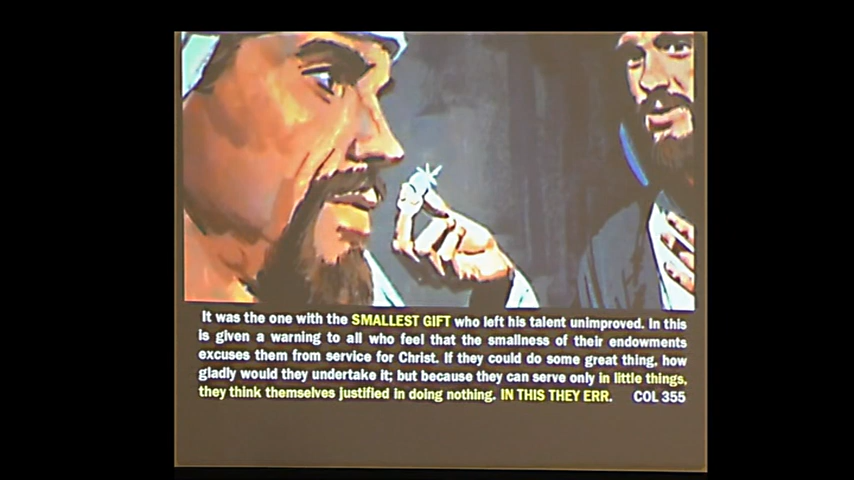 It was the one with the SMALLEST GIFT who left his talent unimproved. In this
is given a warning to all who feel that the smallness of their endowments
excuses them from service for Christ. If they could do some great thing, how
gladly would they undertake it; but because they can serve only in little things,
they think themselves justified in doing nothing. IN THIS THEY ERR. COL 355